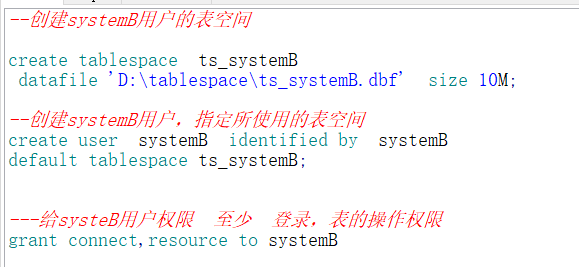 --创建systemB用户的表空间
create tablespace  ts_systemB
datafile 'D:\tablespace\ts_systemB.dbf'  size 10M;
--创建systemB用户，指定所使用的表空间
create user  systemB  identified by  systemB
default tablespace ts_systemB;
---给systeB用户权限  至少  登录，表的操作权限
grant connect,resource to systemB